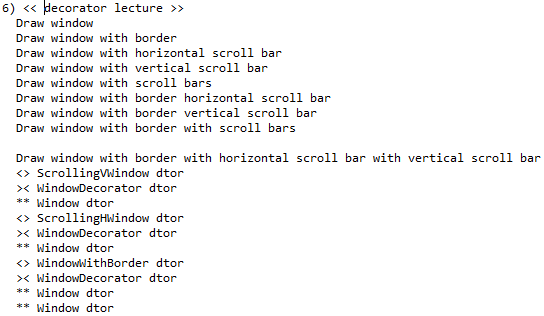 6) << decorator lecture >>
Draw window
Draw window with border
Draw window with horizontal scroll bar
Draw window with vertical scroll bar
Draw window with scroll bars
Draw window with border horizontal scroll bar
Draw window with border vertical scroll bar
Draw window with border with scroll bars
Draw window with border with horizontal scroll bar with vertical scroll bar
<> ScrollingVWindow dtor
>< WindowDecorator dtor
** Window dtor
<> ScrollingHWindow dtor
>< WindowDecorator dtor
** Window dtor
<> WindowWithBorder dtor
>< WindowDecorator dtor
** Window dtor
** Window dtor